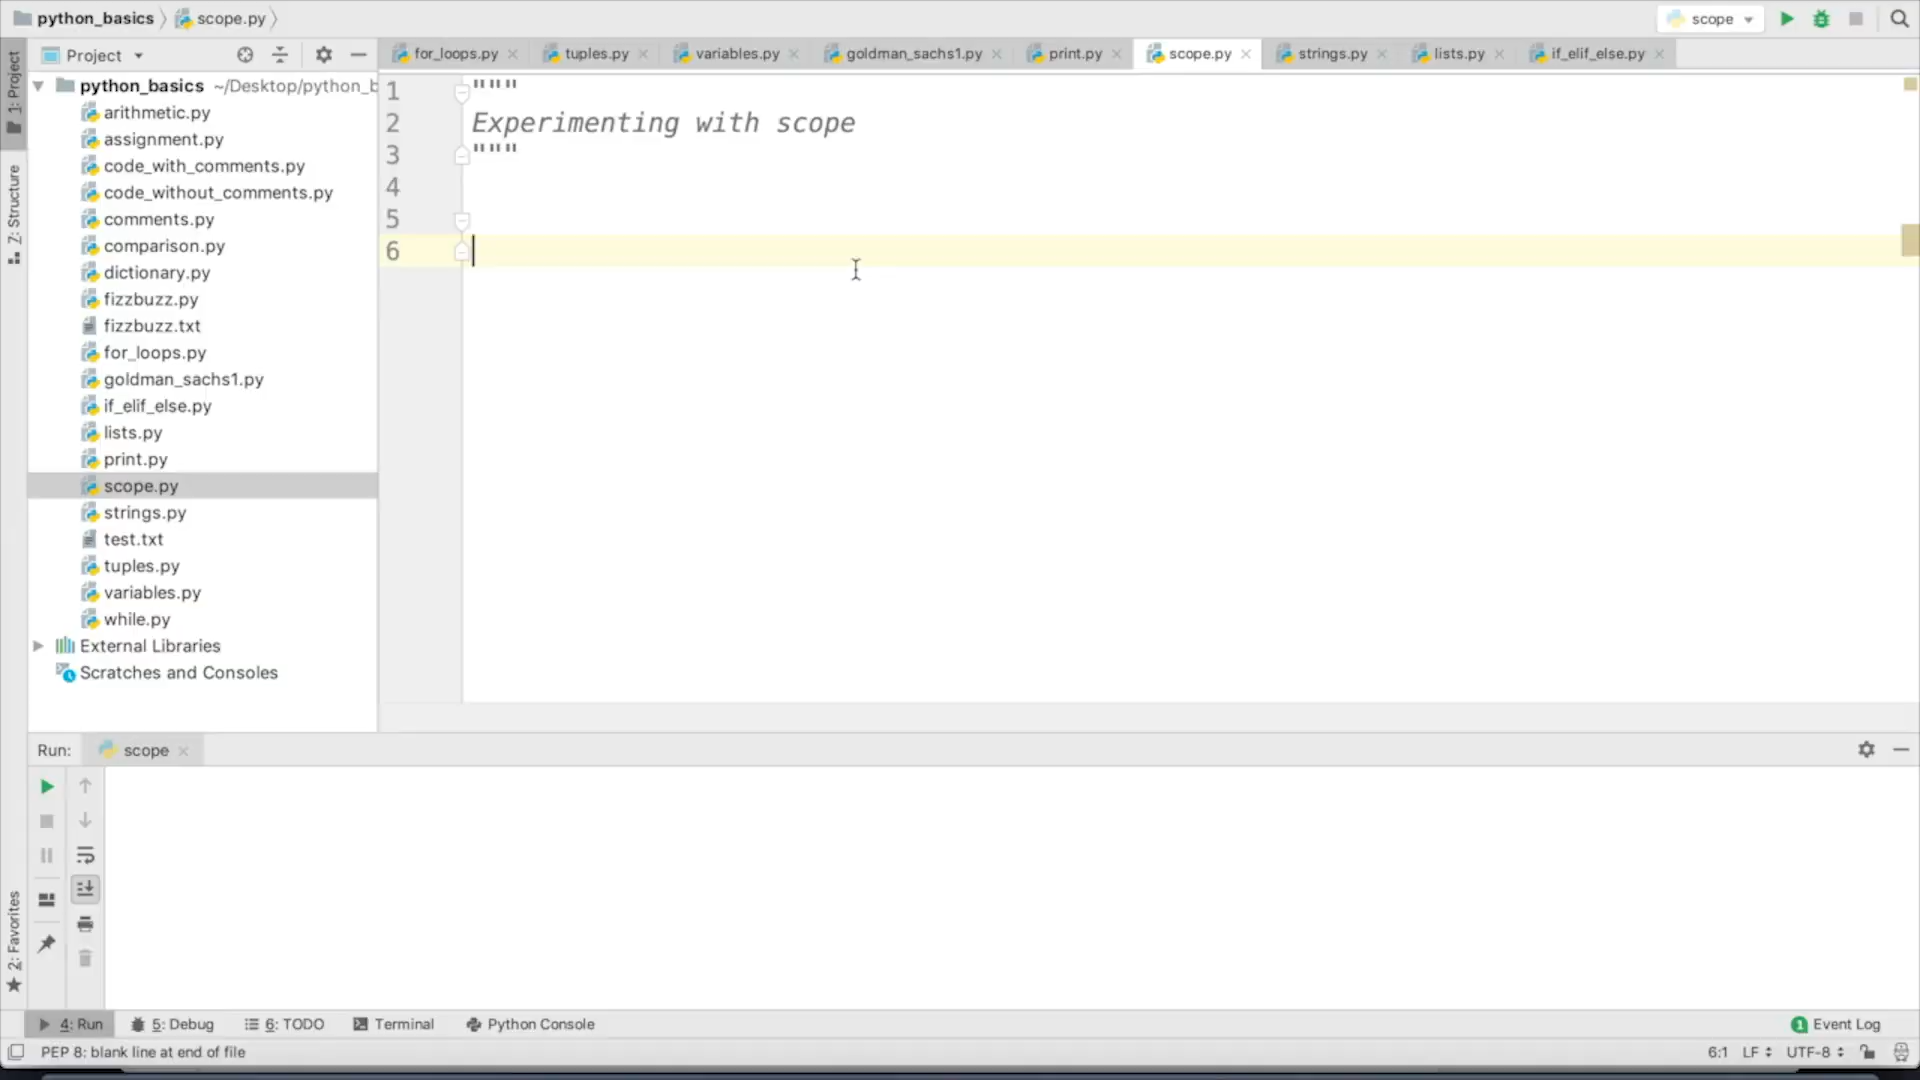 python_basics
scope.py
scope
1: Project
Project
for_loops.py
tuples.py
variables.py
goldman_sachs1.py
print.py
scope.py
strings.py
lists.py
if_elif_else.py
python_basics ~/Desktop/python_b
arithmetic.py
assignment.py
code_with_comments.py
code_without_comments.py
comments.py
comparison.py
dictionary.py
fizzbuzz.py
fizzbuzz.txt
for_loops.py
goldman_sachs1.py
if_elif_else.py
lists.py
print.py
scope.py
strings.py
test.txt
tuples.py
variables.py
while.py
External Libraries
Scratches and Consoles
Z: Structure
1 """
2 Experimenting with scope
3 """
4
5
6
Run: scope
2: Favorites
4: Run
5: Debug
6: TODO
Terminal
Python Console
1 Event Log
PEP 8: blank line at end of file
6:1 LF UTF-8